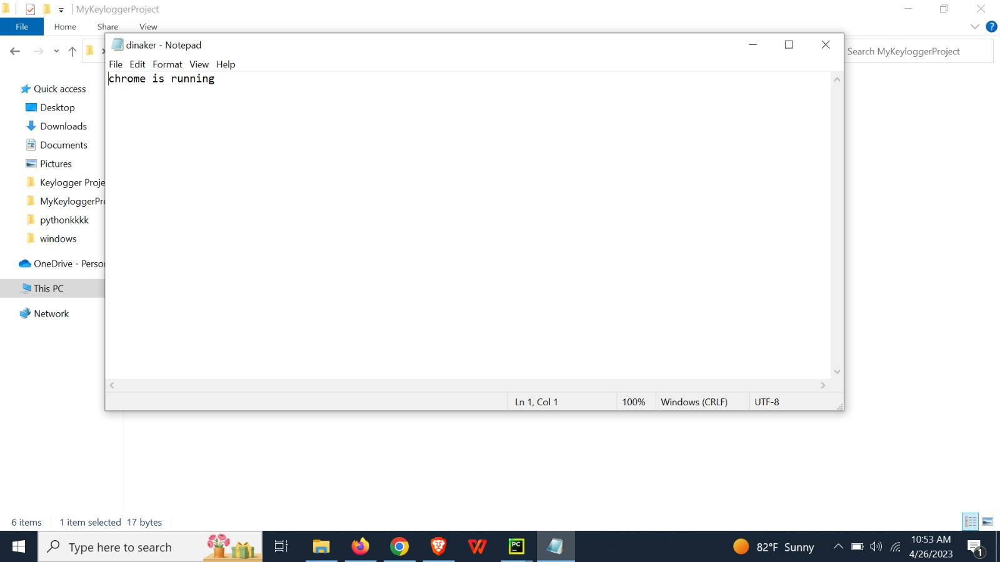 MyKeyloggerProject
File Home Share View
dinaker - Notepad
File Edit Format View Help
Search MyKeyloggerProject
chrome is running
Quick access
Desktop
Downloads
Documents
Pictures
Keylogger Proje
MyKeyloggerPro
pythonkkkk
windows
OneDrive - Person
This PC
Network
Ln 1, Col 1 100% Windows (CRLF) UTF-8
6 items 1 item selected 17 bytes
Type here to search
PC
82°F Sunny
10:53 AM
4/26/2023
1